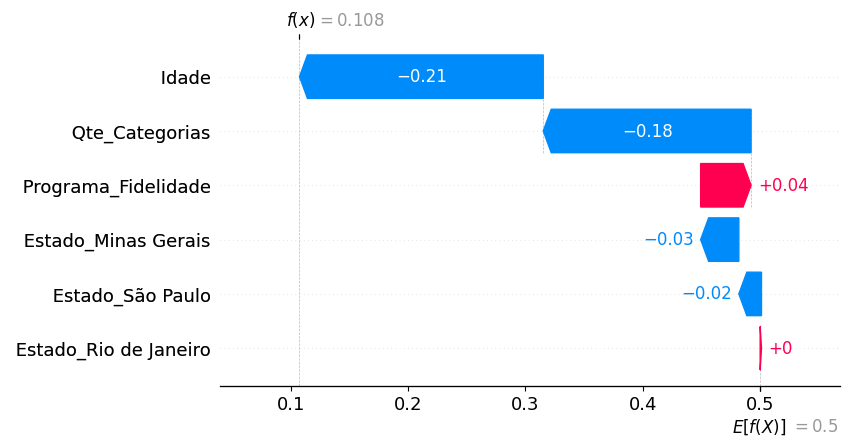 f(x) = 0.108
Idade
−0.21
Qte_Categorias
−0.18
Programa_Fidelidade
+0.04
Estado_Minas Gerais
−0.03
Estado_São Paulo
−0.02
Estado_Rio de Janeiro
+0
0.1 0.2 0.3 0.4 0.5
E[f(X)] = 0.5